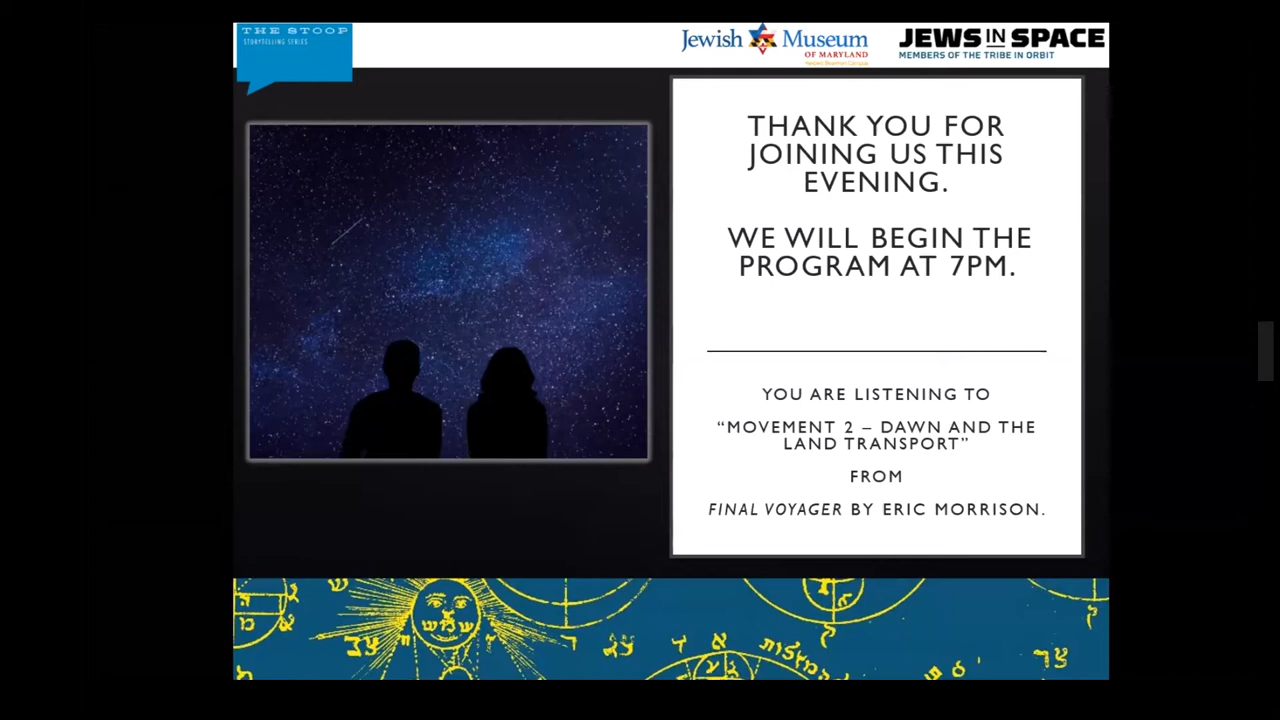 THE STOOP
STORYTELLING SERIES
Jewish Museum
OF MARYLAND
JEWS IN SPACE
MEMBERS OF THE TRIBE IN ORBIT
THANK YOU FOR
JOINING US THIS
EVENING.
WE WILL BEGIN THE
PROGRAM AT 7PM.
YOU ARE LISTENING TO
“MOVEMENT 2 – DAWN AND THE
LAND TRANSPORT”
FROM
FINAL VOYAGER BY ERIC MORRISON.